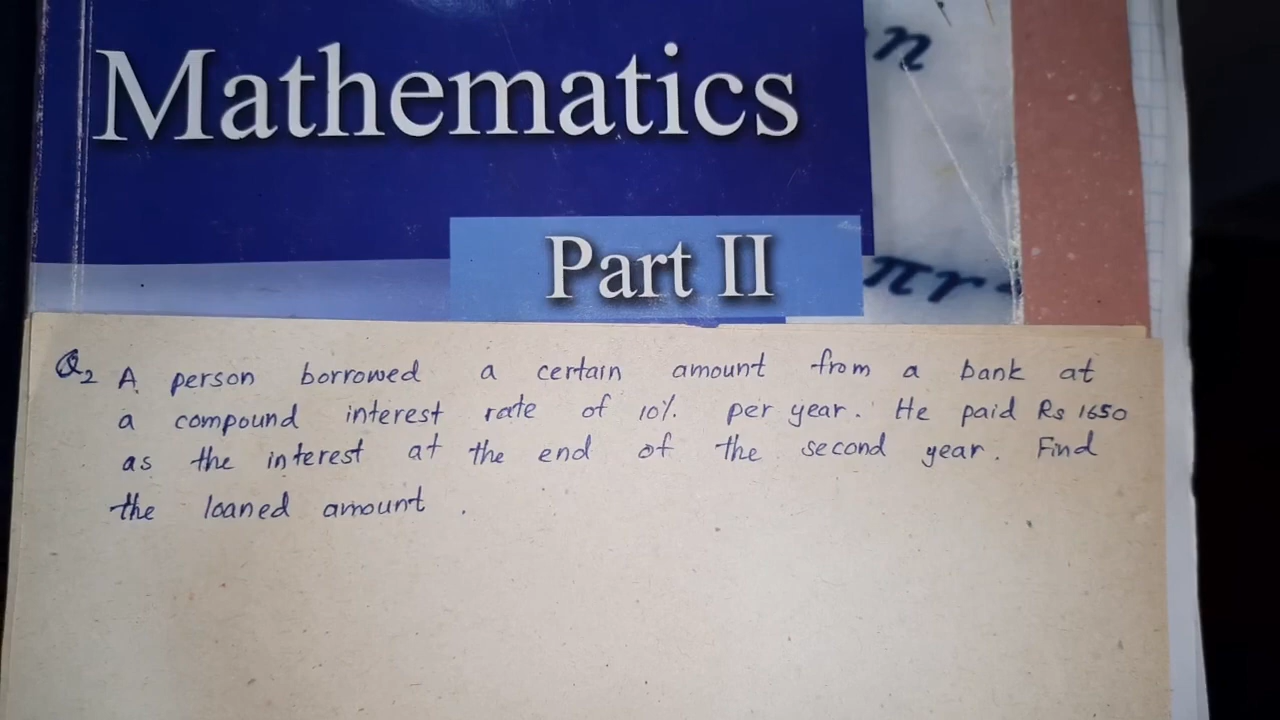 Mathematics
n
Part II
πr
Q2 A person borrowed a certain amount from a bank at
a compound interest rate of 10% per year. He paid Rs 1650
as the interest at the end of the second year. Find
the loaned amount.